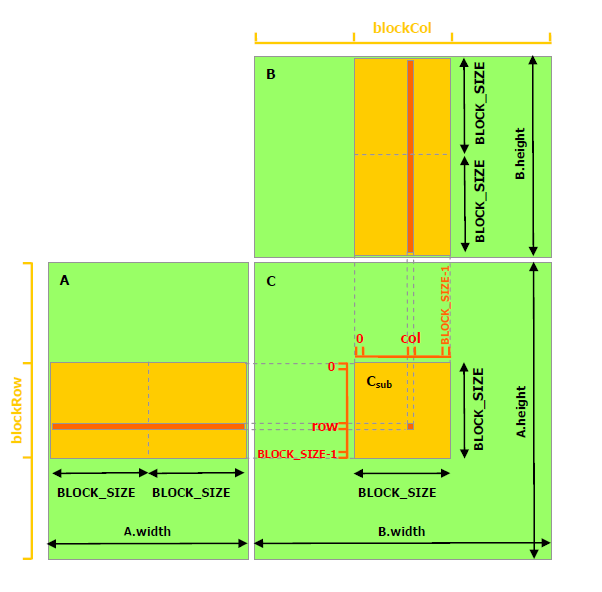 blockCol
B
BLOCK_SIZE
BLOCK_SIZE
B.height
A
C
BLOCK_SIZE-1
0
col
blockRow
0
Csub
row
BLOCK_SIZE-1
BLOCK_SIZE
A.height
BLOCK_SIZE
BLOCK_SIZE
BLOCK_SIZE
A.width
B.width